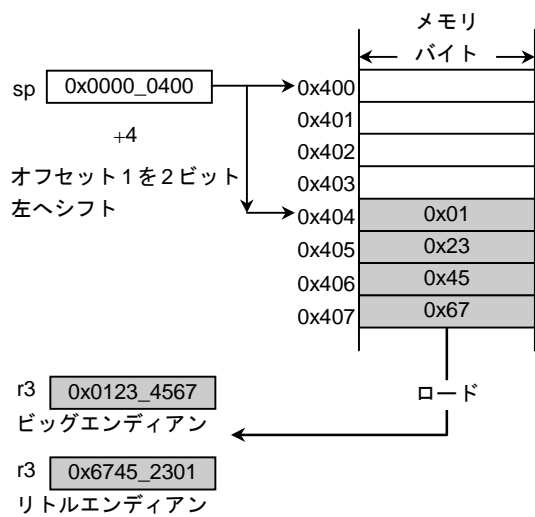 メモリ
バイト
sp 0x0000_0400
+4
オフセット1を2ビット
左へシフト
0x400
0x401
0x402
0x403
0x404 0x01
0x405 0x23
0x406 0x45
0x407 0x67
ロード
r3 0x0123_4567
ビッグエンディアン
r3 0x6745_2301
リトルエンディアン